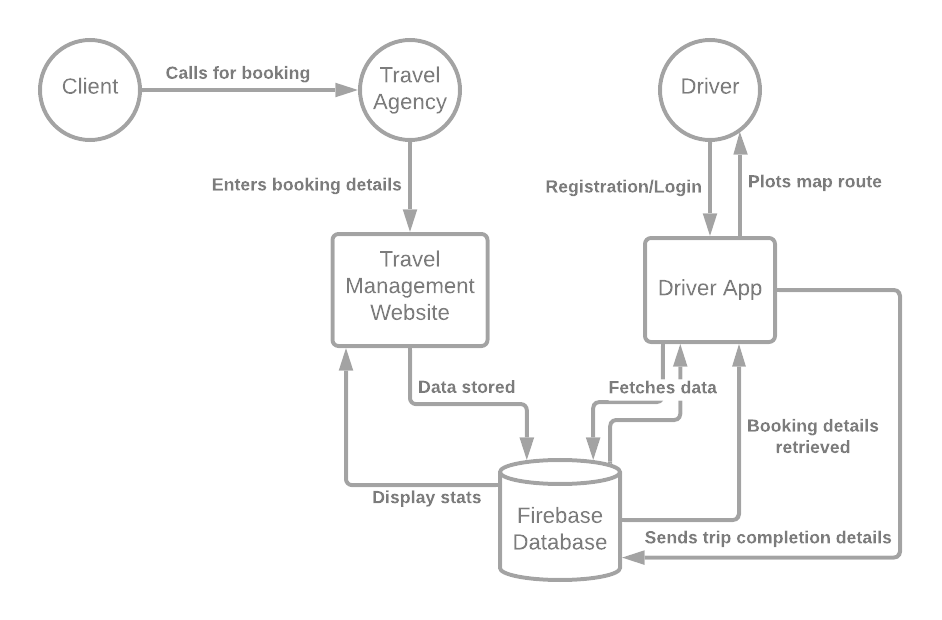 Client
Calls for booking
Travel
Agency
Driver
Enters booking details
Registration/Login
Plots map route
Travel
Management
Website
Driver App
Data stored
Fetches data
Booking details
retrieved
Display stats
Firebase
Database
Sends trip completion details